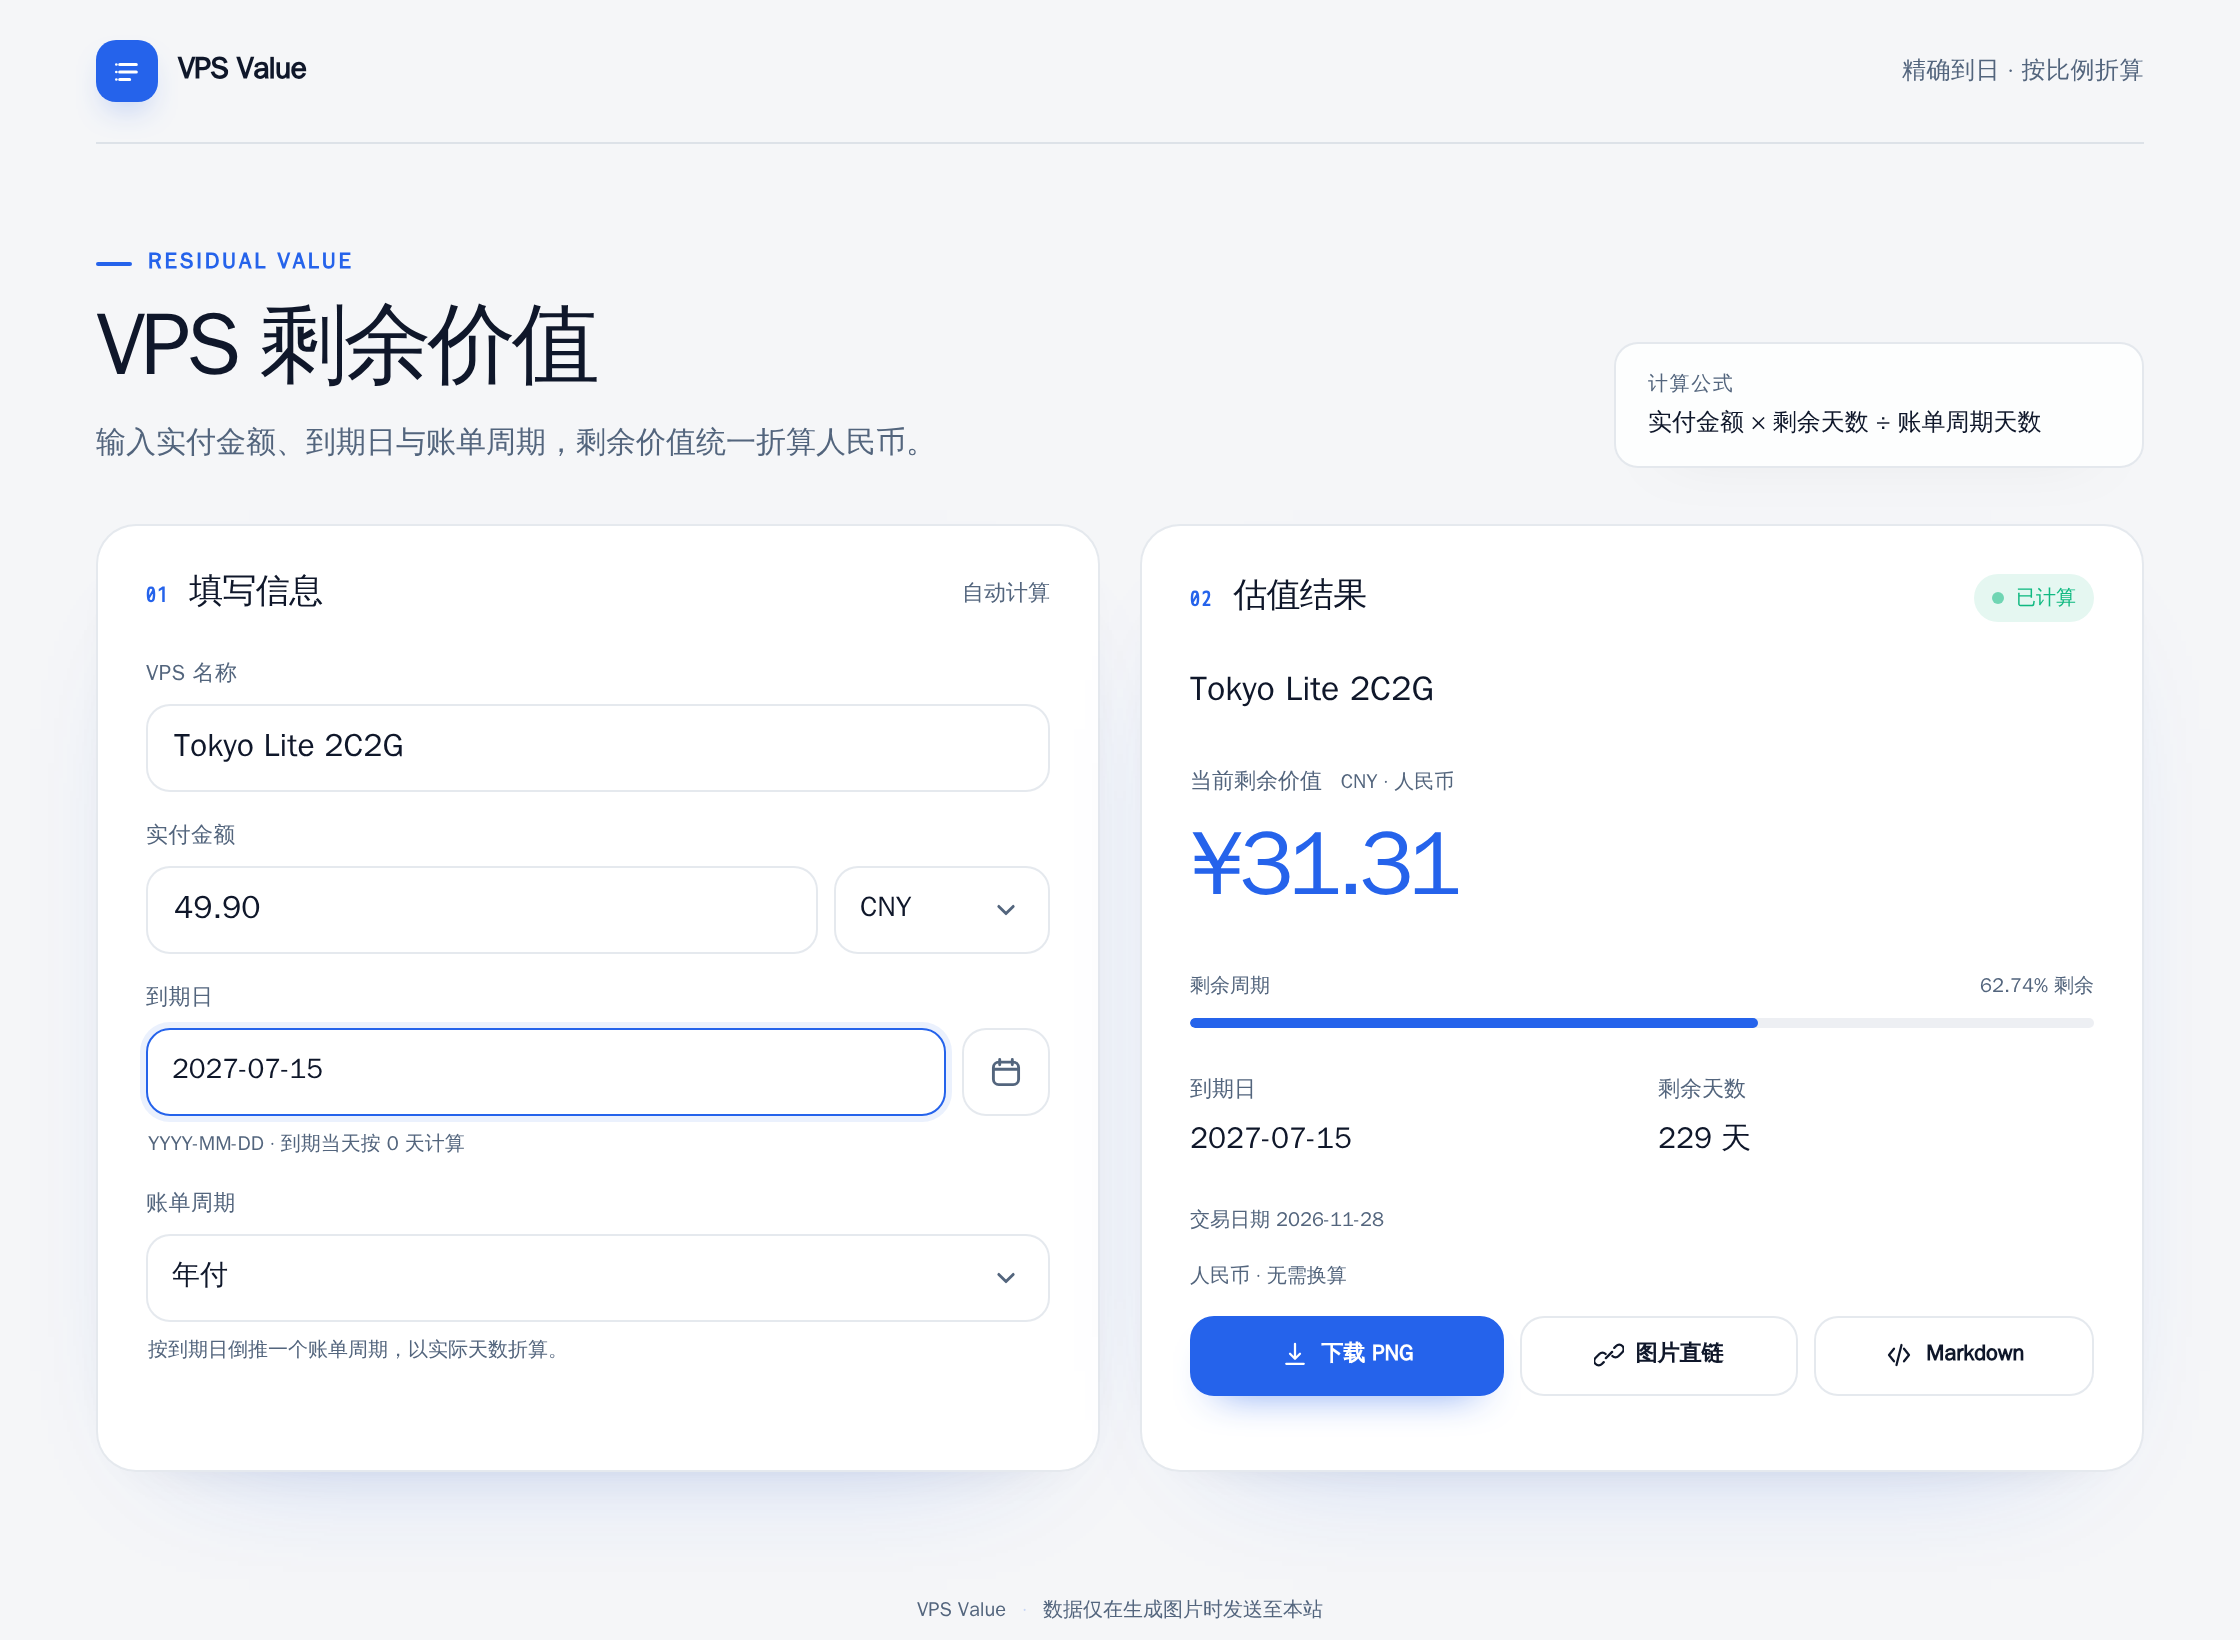 VPS Value
精确到日 · 按比例折算
RESIDUAL VALUE
VPS 剩余价值
输入实付金额、到期日与账单周期，剩余价值统一折算人民币。
计算公式
实付金额 × 剩余天数 ÷ 账单周期天数
01 填写信息
自动计算
VPS 名称
Tokyo Lite 2C2G
实付金额
49.90
CNY
到期日
2027-07-15
YYYY-MM-DD · 到期当天按 0 天计算
账单周期
年付
按到期日倒推一个账单周期，以实际天数折算。
02 估值结果
已计算
Tokyo Lite 2C2G
当前剩余价值 CNY · 人民币
¥31.31
剩余周期
62.74% 剩余
到期日
2027-07-15
剩余天数
229 天
交易日期 2026-11-28
人民币 · 无需换算
下载 PNG
图片直链
Markdown
VPS Value · 数据仅在生成图片时发送至本站